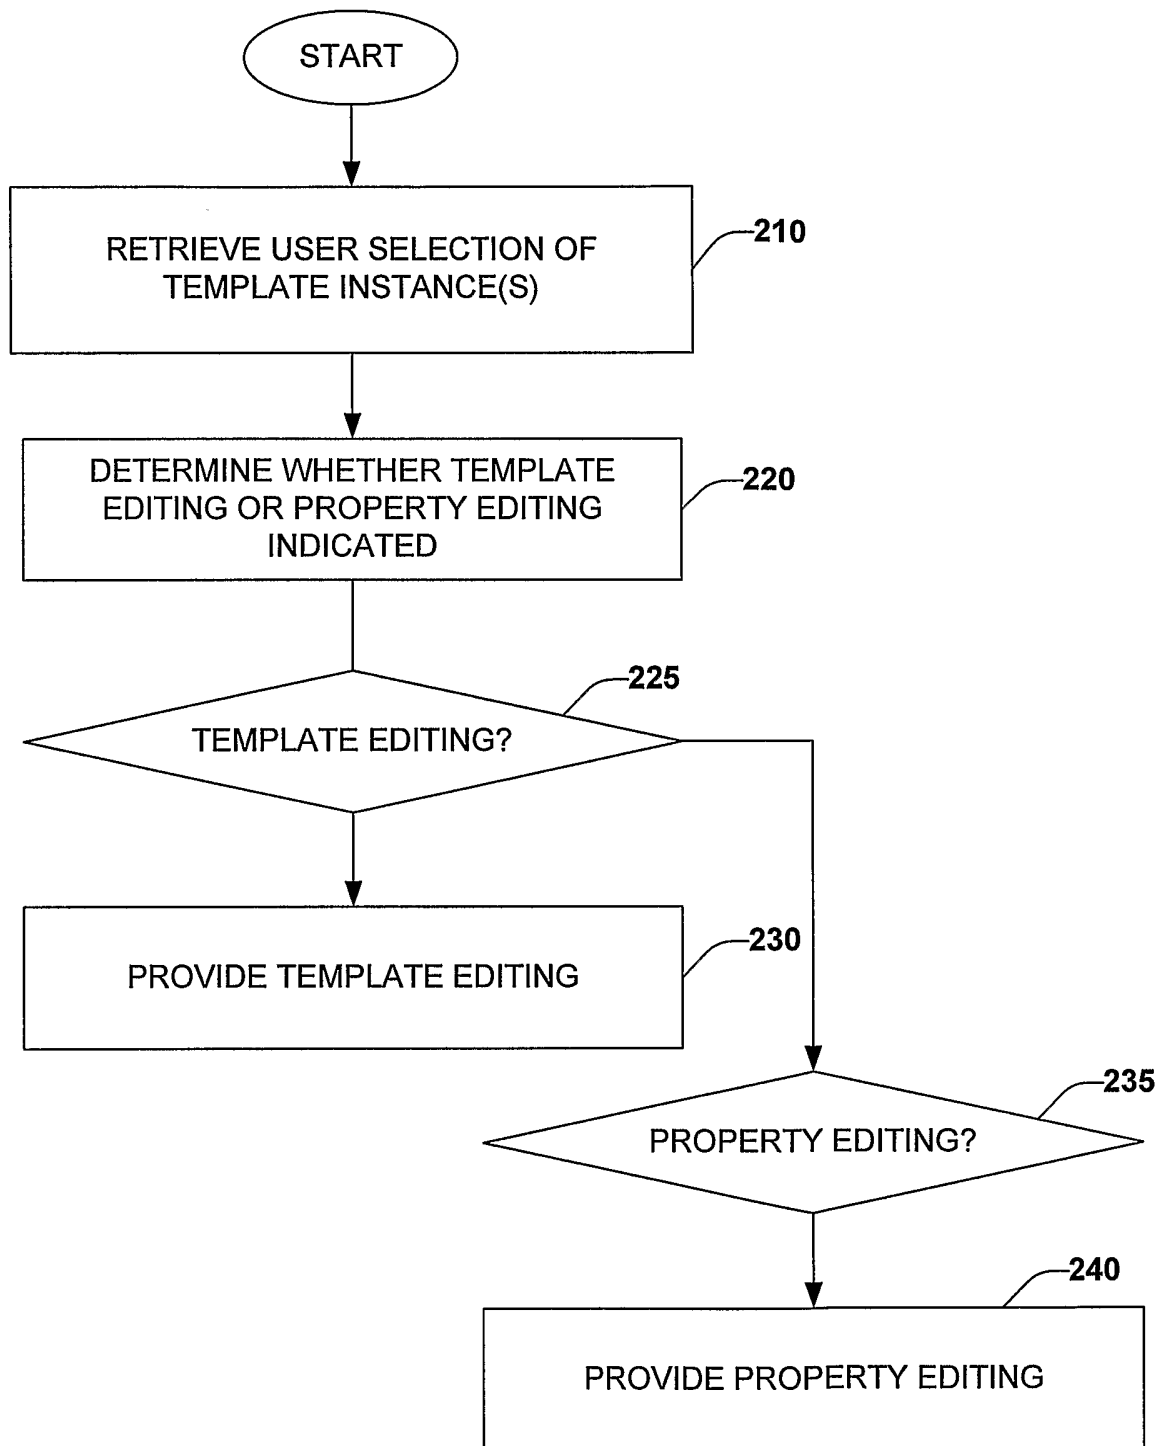 START
RETRIEVE USER SELECTION OF
TEMPLATE INSTANCE(S)
210
DETERMINE WHETHER TEMPLATE
EDITING OR PROPERTY EDITING
INDICATED
220
225
TEMPLATE EDITING?
230
PROVIDE TEMPLATE EDITING
235
PROPERTY EDITING?
240
PROVIDE PROPERTY EDITING